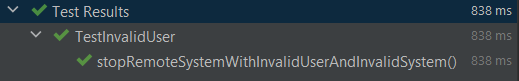 Test Results 838 ms
TestInvalidUser 838 ms
stopRemoteSystemWithInvalidUserAndInvalidSystem() 838 ms